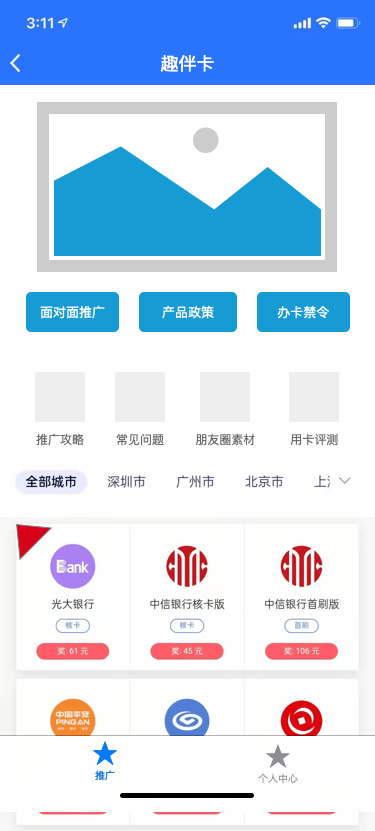 3:11
趣伴卡
面对面推广
产品政策
办卡禁令
推广攻略
常见问题
朋友圈素材
用卡评测
全部城市
深圳市
广州市
北京市
上
Bank
光大银行
中信银行核卡版
中信银行首刷版
核卡
核卡
首刷
奖: 61 元
奖: 45 元
奖: 106 元
中国平安
PING AN
推广
个人中心